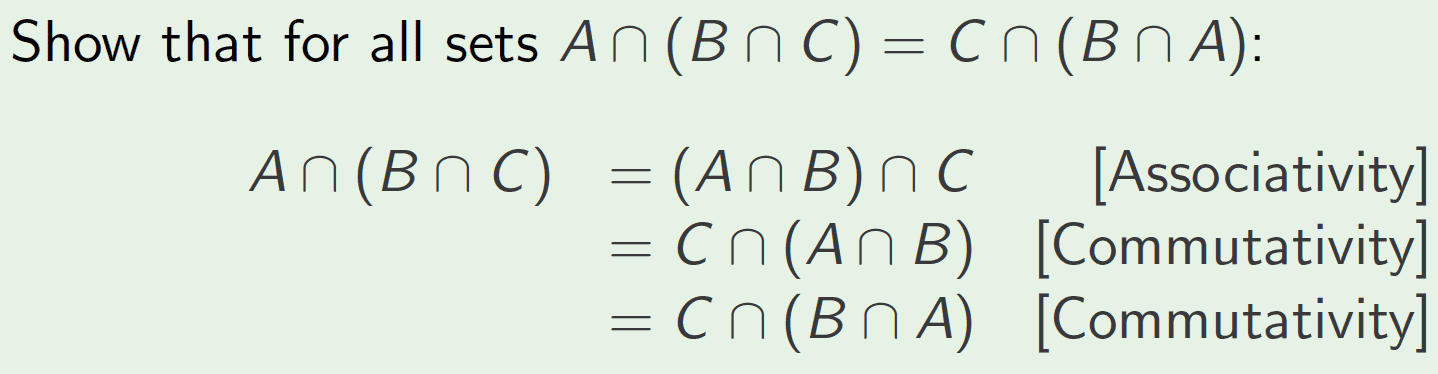 Show that for all sets A ∩ (B ∩ C) = C ∩ (B ∩ A):
A ∩ (B ∩ C) = (A ∩ B) ∩ C [Associativity]
= C ∩ (A ∩ B) [Commutativity]
= C ∩ (B ∩ A) [Commutativity]